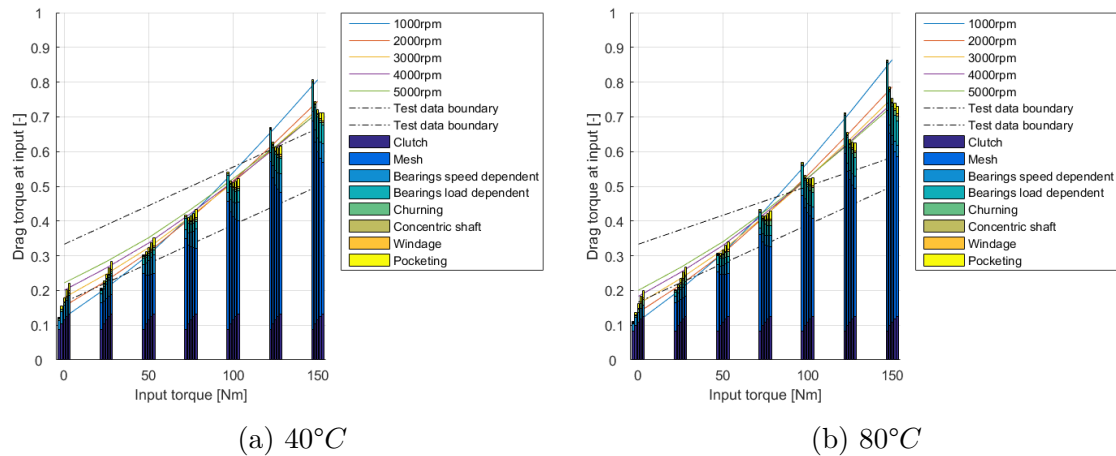 1
0.9
0.8
0.7
0.6
0.5
0.4
0.3
0.2
0.1
0
Drag torque at input [-]
0 50 100 150
Input torque [Nm]
1000rpm
2000rpm
3000rpm
4000rpm
5000rpm
Test data boundary
Test data boundary
Clutch
Mesh
Bearings speed dependent
Bearings load dependent
Churning
Concentric shaft
Windage
Pocketing
(a) 40°C
1
0.9
0.8
0.7
0.6
0.5
0.4
0.3
0.2
0.1
0
Drag torque at input [-]
0 50 100 150
Input torque [Nm]
1000rpm
2000rpm
3000rpm
4000rpm
5000rpm
Test data boundary
Test data boundary
Clutch
Mesh
Bearings speed dependent
Bearings load dependent
Churning
Concentric shaft
Windage
Pocketing
(b) 80°C